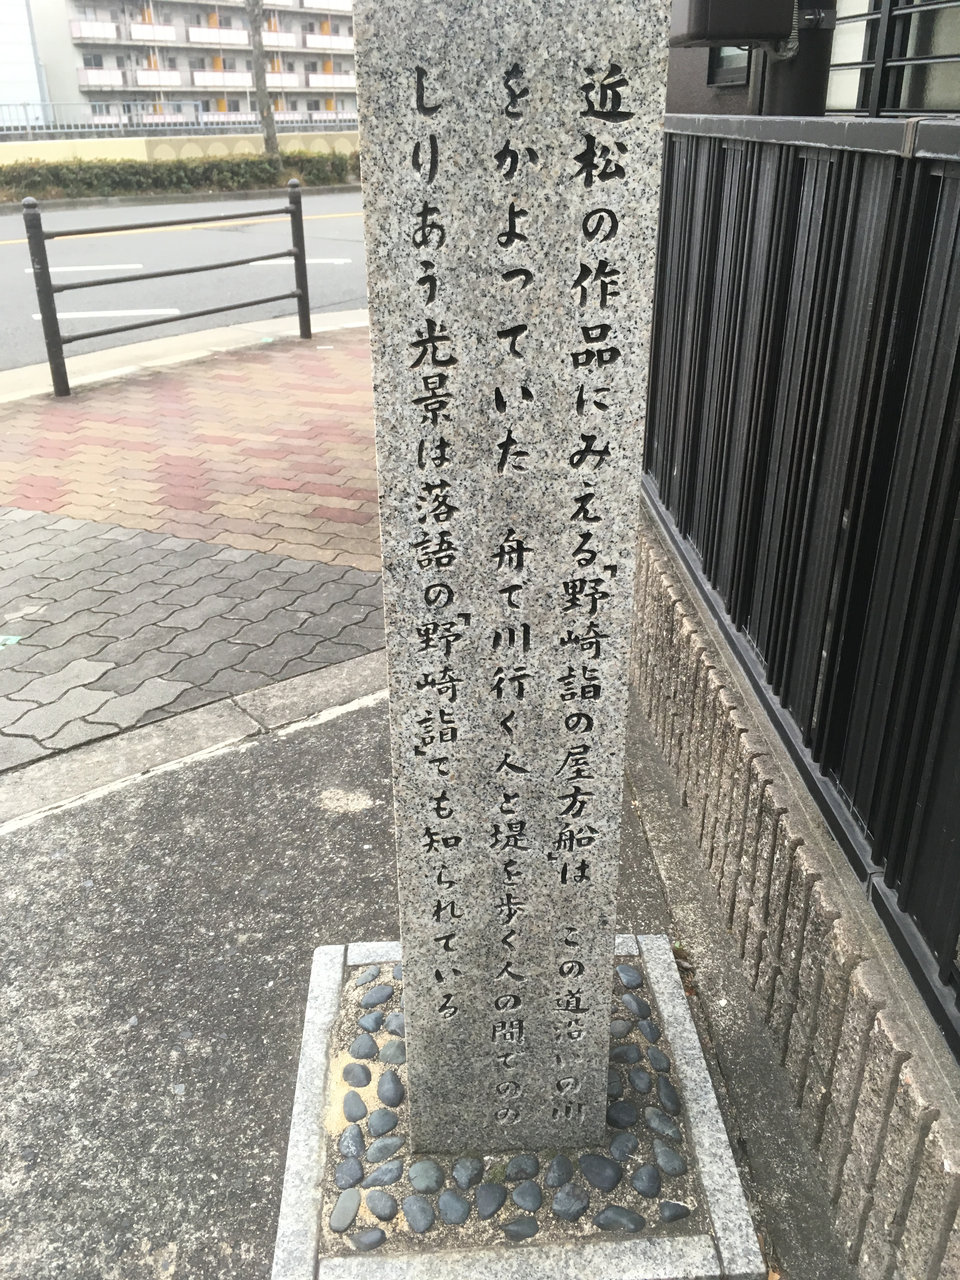 近松の作品にみえる「野崎詣の屋方船」は この道沿いの川
をかよっていた 舟で川行く人と堤を歩く人の間でのの
しりあう光景は落語の「野崎詣」でも知られている